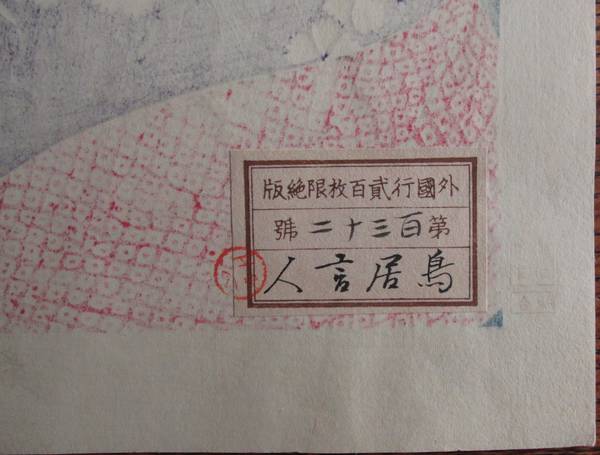 外國行貳百枚限絶版
第百三十二號
鳥居言人